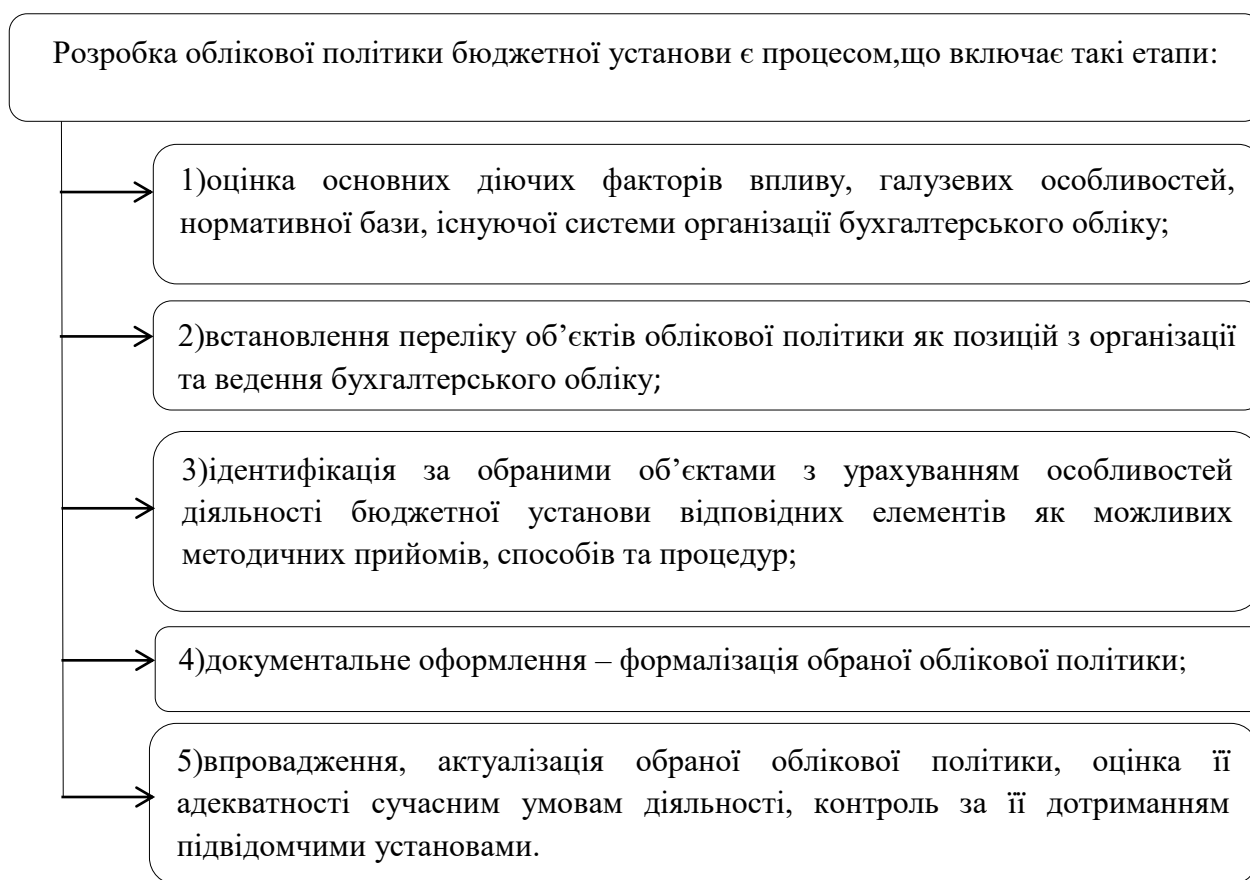 Розробка облікової політики бюджетної установи є процесом,що включає такі етапи:
1)оцінка основних діючих факторів впливу, галузевих особливостей,
нормативної бази, існуючої системи організації бухгалтерського обліку;
2)встановлення переліку об’єктів облікової політики як позицій з організації
та ведення бухгалтерського обліку;
3)ідентифікація за обраними об’єктами з урахуванням особливостей
діяльності бюджетної установи відповідних елементів як можливих
методичних прийомів, способів та процедур;
4)документальне оформлення – формалізація обраної облікової політики;
5)впровадження, актуалізація обраної облікової політики, оцінка її
адекватності сучасним умовам діяльності, контроль за її дотриманням
підвідомчими установами.